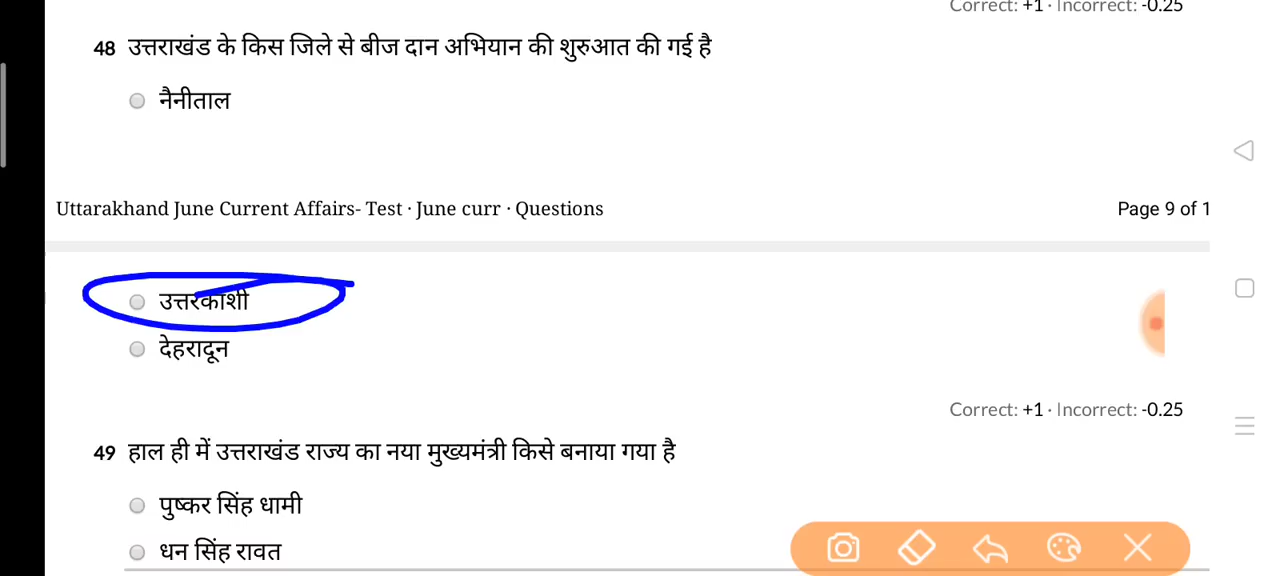 Correct: +1 · Incorrect: -0.25
48 उत्तराखंड के किस जिले से बीज दान अभियान की शुरुआत की गई है
नैनीताल
Uttarakhand June Current Affairs- Test · June curr · Questions
Page 9 of 1
उत्तरकाशी
देहरादून
Correct: +1 · Incorrect: -0.25
49 हाल ही में उत्तराखंड राज्य का नया मुख्यमंत्री किसे बनाया गया है
पुष्कर सिंह धामी
धन सिंह रावत